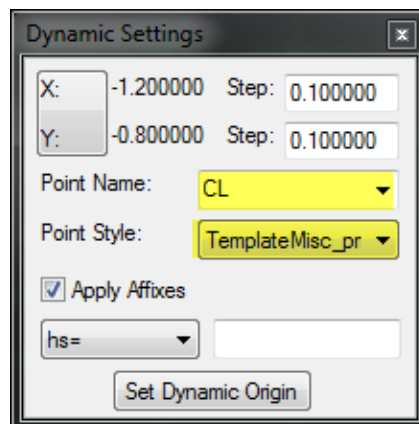 Dynamic Settings x
X: -1.200000 Step: 0.100000
Y: -0.800000 Step: 0.100000
Point Name: CL
Point Style: TemplateMisc_pr
Apply Affixes
hs=
Set Dynamic Origin